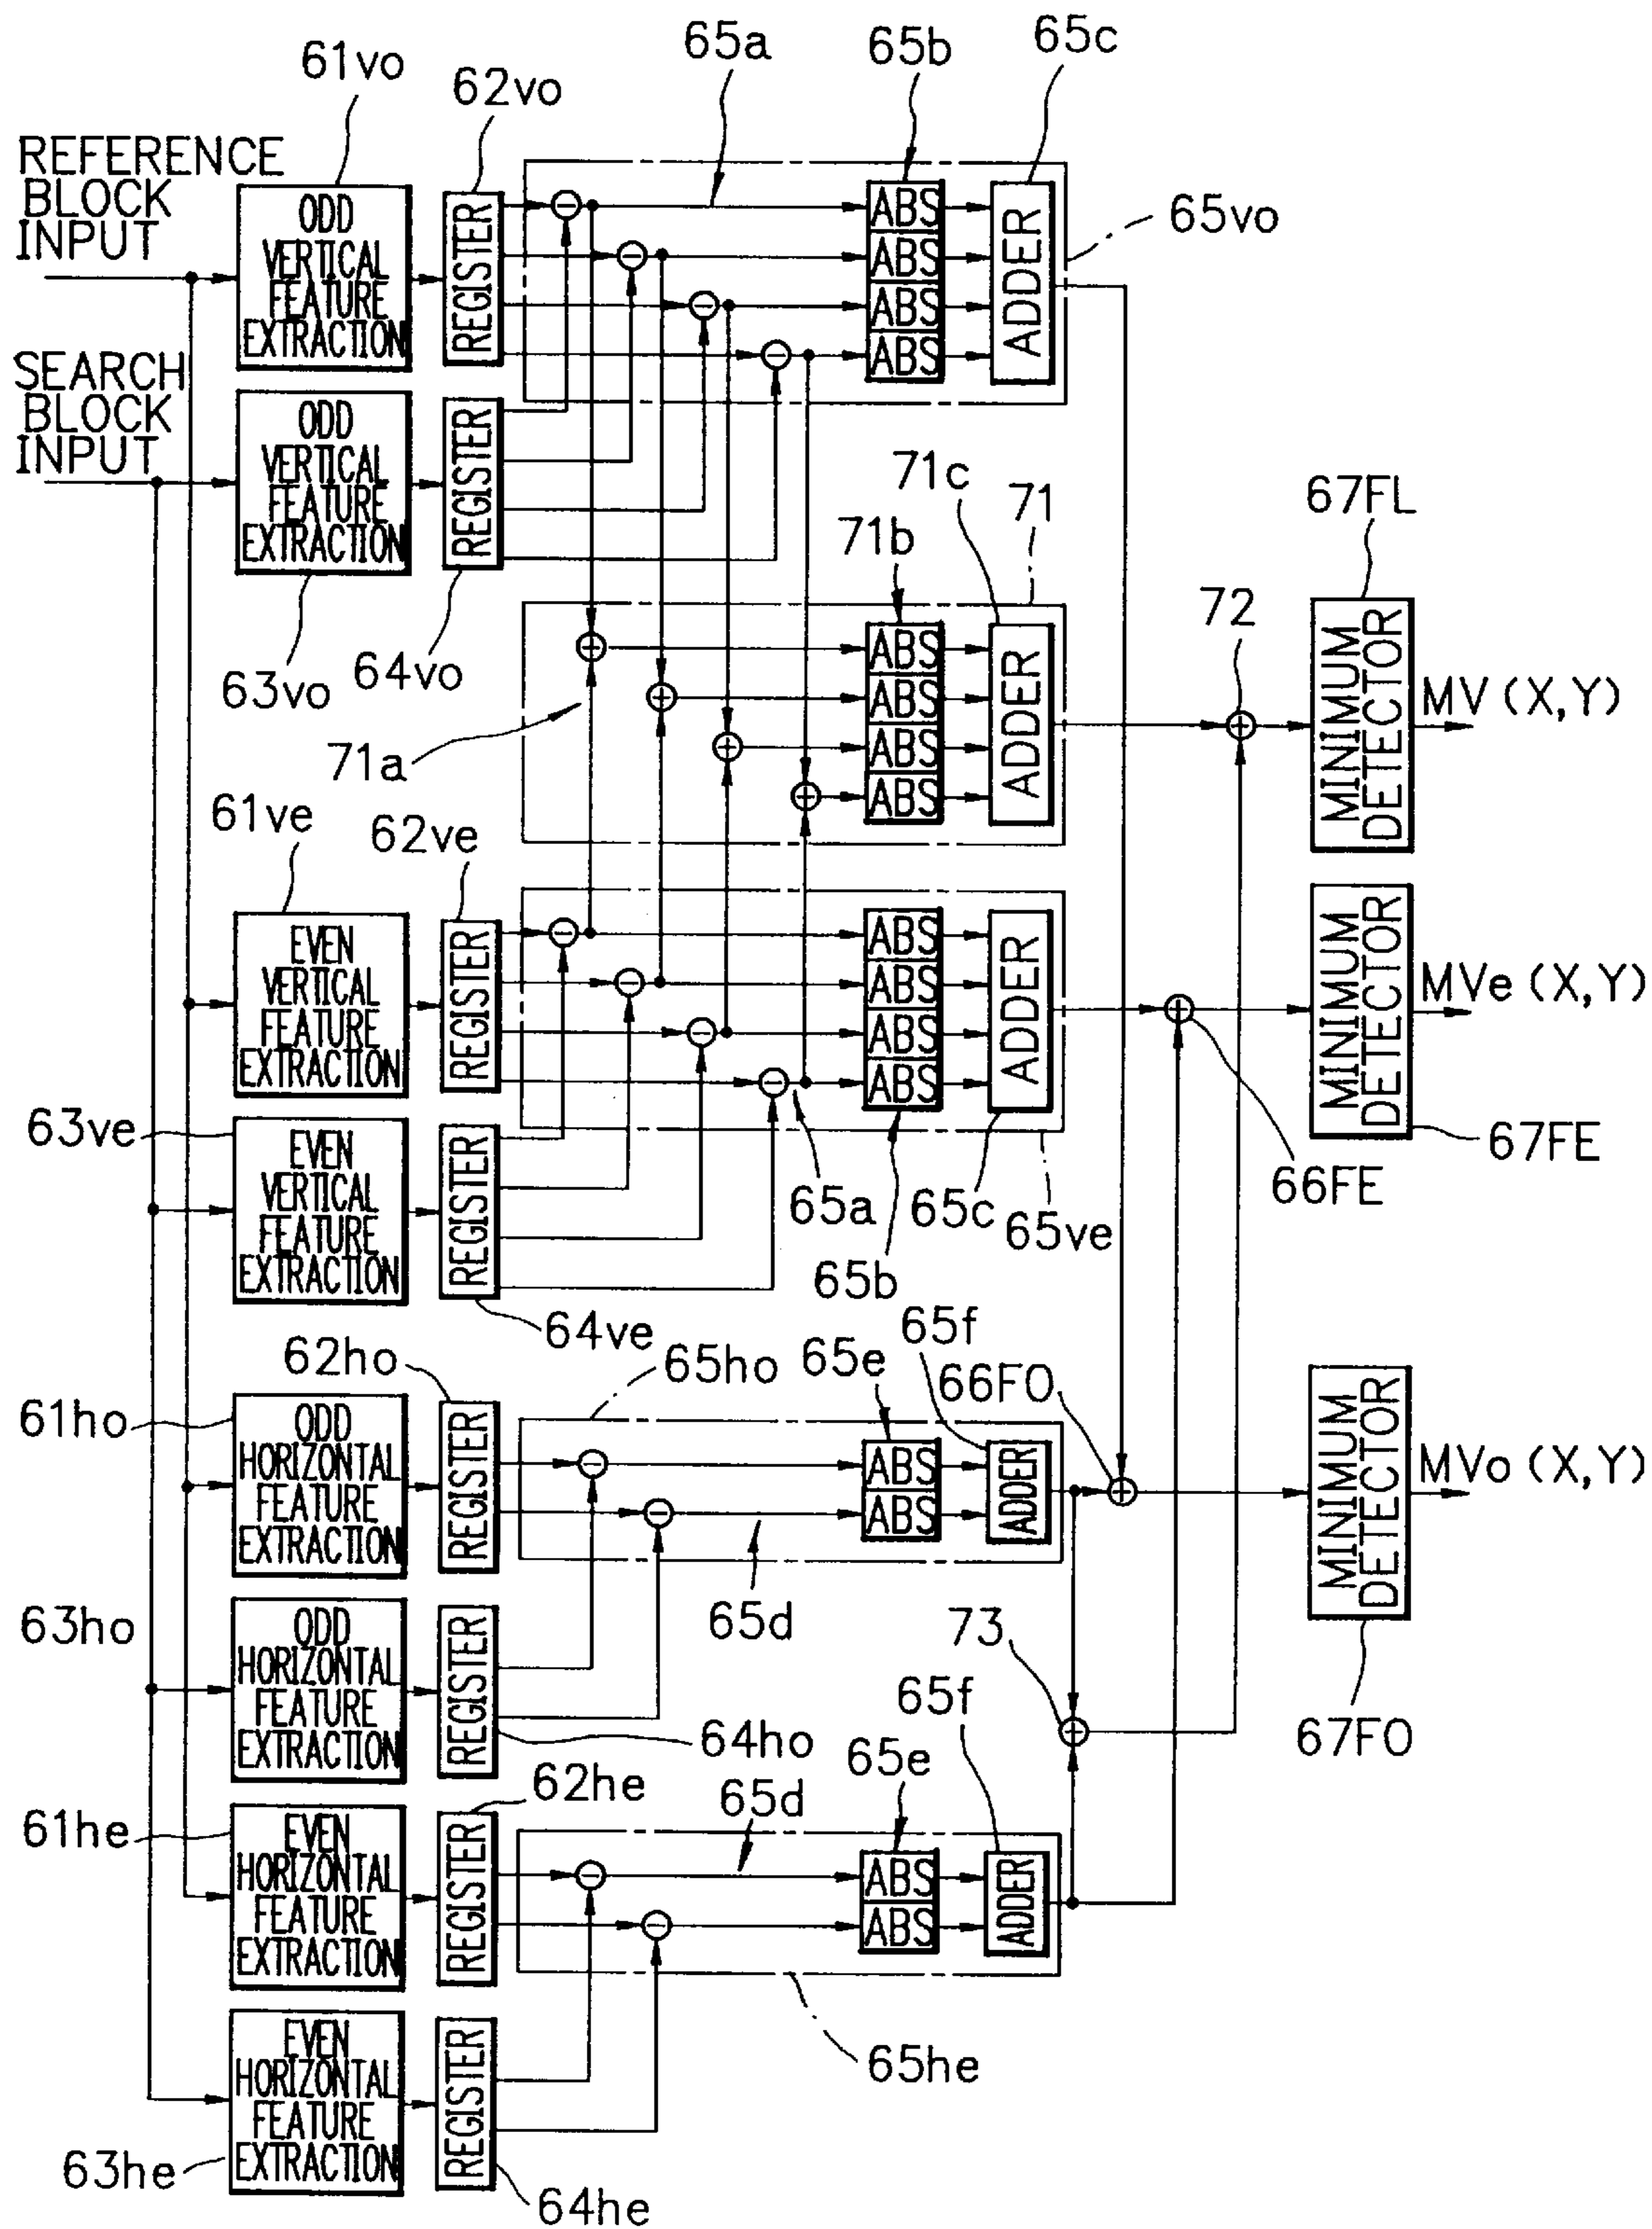 65a
65b
65c
61vo
62vo
REFERENCE
BLOCK
INPUT
ODD
VERTICAL
FEATURE
EXTRACTION
REGISTER
ABS
ABS
ABS
ABS
ADDER
65vo
SEARCH
BLOCK
INPUT
ODD
VERTICAL
FEATURE
EXTRACTION
REGISTER
63vo
64vo
71c
71
71b
67FL
72
71a
ABS
ABS
ABS
ABS
ADDER
MINIMUM
DETECTOR
MV (X,Y)
61ve
62ve
EVEN
VERTICAL
FEATURE
EXTRACTION
REGISTER
ABS
ABS
ABS
ABS
ADDER
MINIMUM
DETECTOR
MVe (X,Y)
63ve
EVEN
VERTICAL
FEATURE
EXTRACTION
REGISTER
65a
65c
65ve
65b
66FE
67FE
64ve
62ho
65ho
65e
65f
66FO
61ho
ODD
HORIZONTAL
FEATURE
EXTRACTION
REGISTER
ABS
ABS
ADDER
MINIMUM
DETECTOR
MVo (X,Y)
65d
63ho
ODD
HORIZONTAL
FEATURE
EXTRACTION
REGISTER
73
64ho
65f
67FO
62he
65d
65e
61he
EVEN
HORIZONTAL
FEATURE
EXTRACTION
REGISTER
ABS
ABS
ADDER
65he
EVEN
HORIZONTAL
FEATURE
EXTRACTION
REGISTER
63he
64he